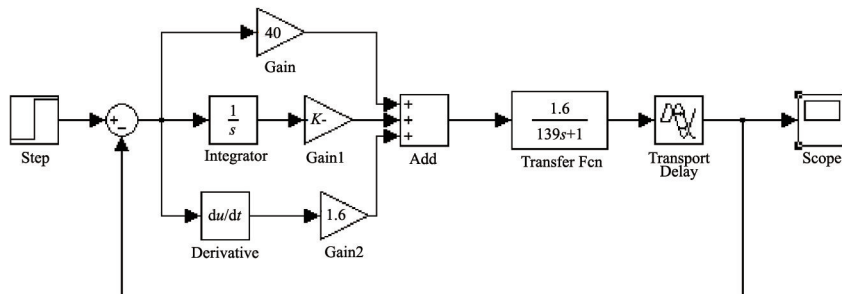 40
Gain
+
−
Step
1
s
Integrator
K-
Gain1
+
+
+
Add
1.6
139s+1
Transfer Fcn
Transport
Delay
Scope
du/dt
Derivative
1.6
Gain2